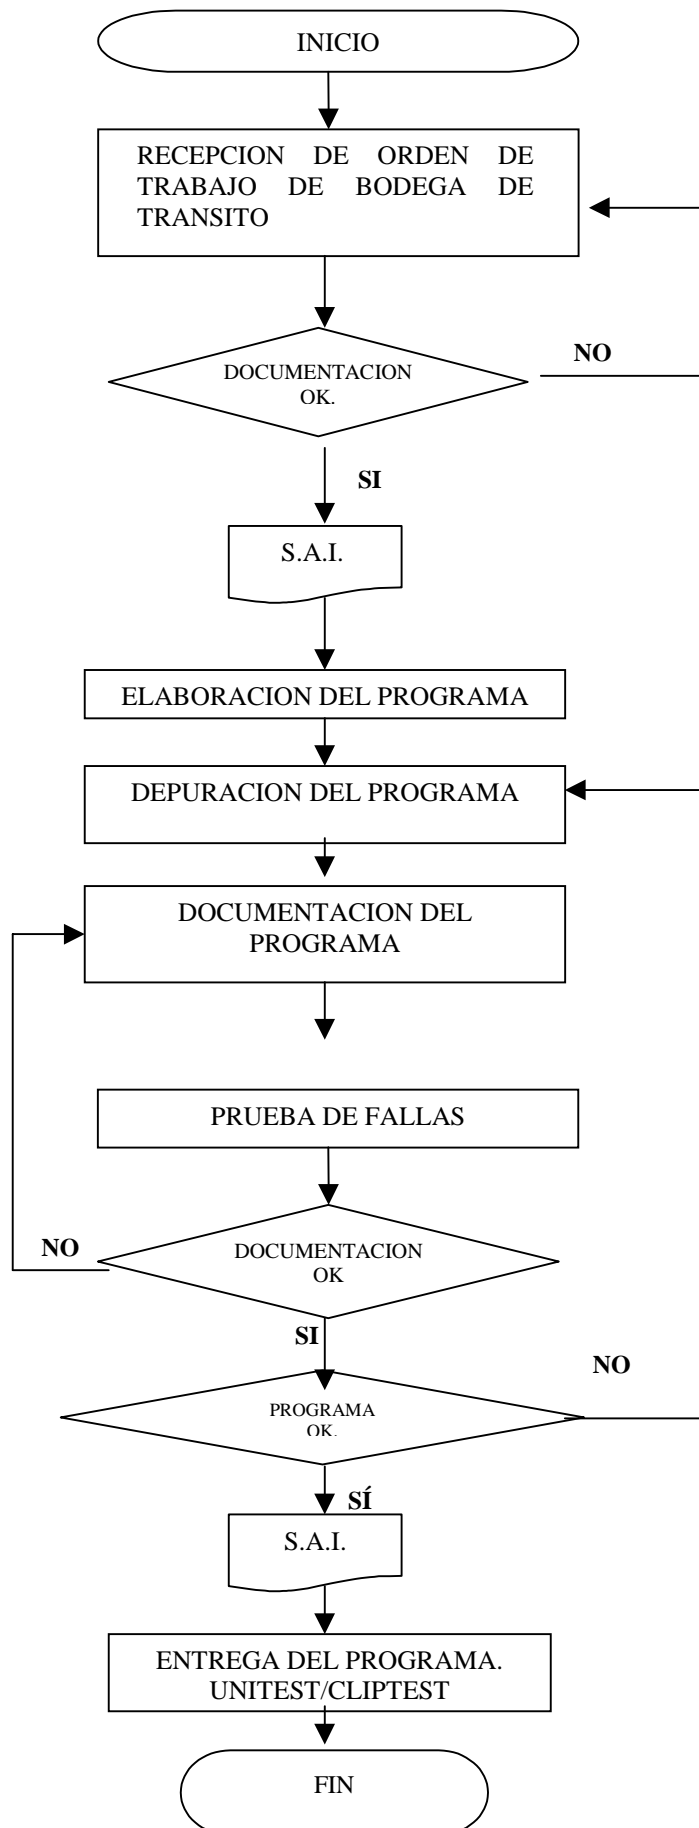 INICIO
RECEPCION DE ORDEN DE
TRABAJO DE BODEGA DE
TRANSITO
NO
DOCUMENTACION
OK.
SI
S.A.I.
ELABORACION DEL PROGRAMA
DEPURACION DEL PROGRAMA
DOCUMENTACION DEL
PROGRAMA
PRUEBA DE FALLAS
NO
DOCUMENTACION
OK
SI
NO
PROGRAMA
OK.
SÍ
S.A.I.
ENTREGA DEL PROGRAMA.
UNITEST/CLIPTEST
FIN